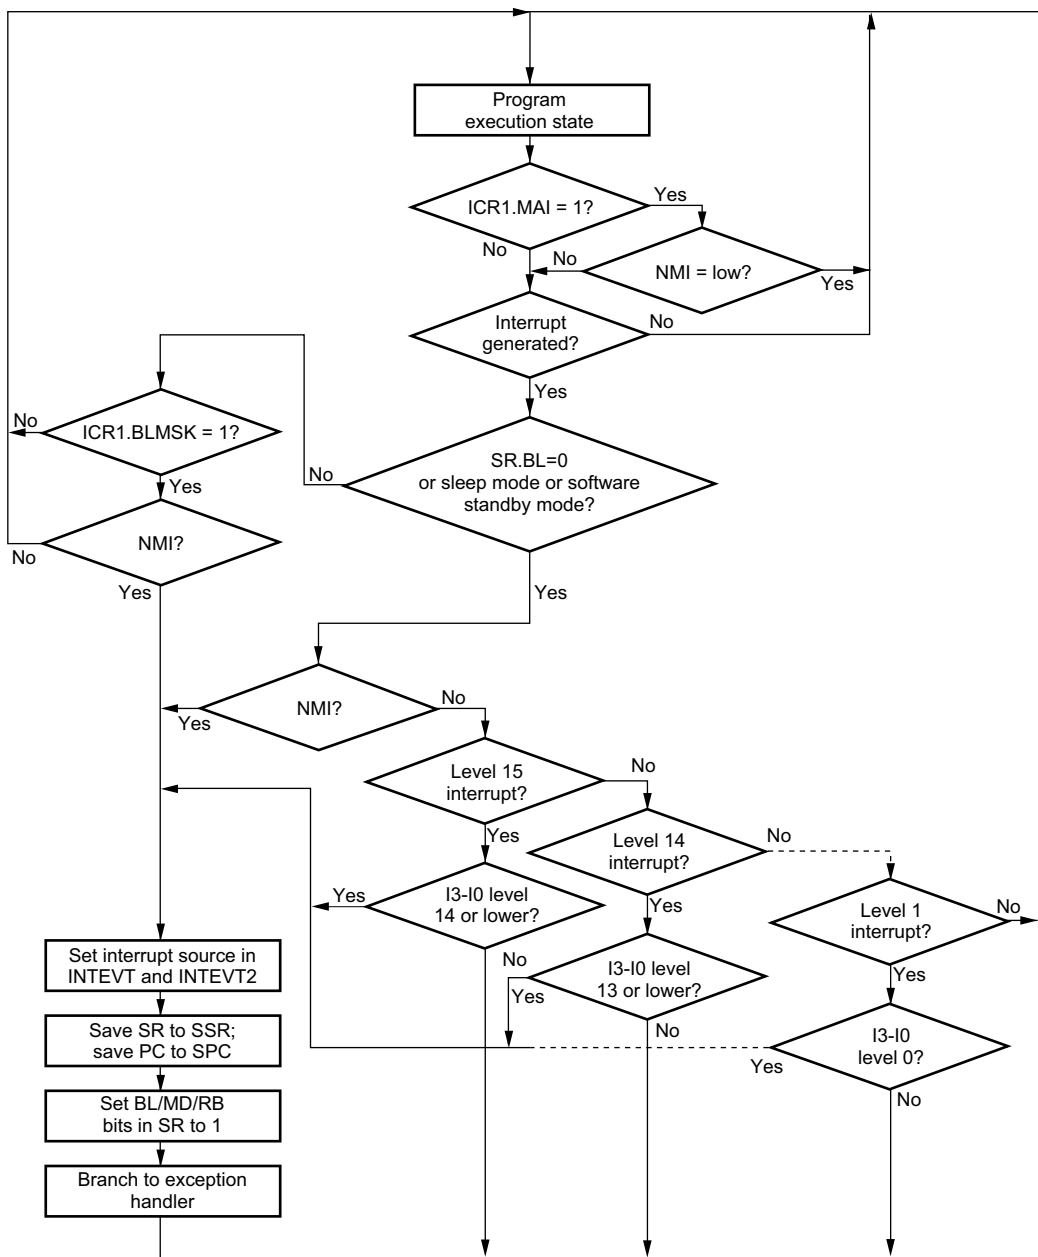 Program
execution state
ICR1.MAI = 1?
Yes
No
NMI = low?
No
Yes
Interrupt
generated?
No
Yes
ICR1.BLMSK = 1?
No
Yes
SR.BL=0
or sleep mode or software
standby mode?
No
Yes
NMI?
No
Yes
NMI?
Yes
No
Level 15
interrupt?
No
Yes
Level 14
interrupt?
No
Yes
I3-I0 level
14 or lower?
Yes
No
Level 1
interrupt?
No
Yes
I3-I0 level
13 or lower?
Yes
No
I3-I0
level 0?
Yes
No
Set interrupt source in
INTEVT and INTEVT2
Save SR to SSR;
save PC to SPC
Set BL/MD/RB
bits in SR to 1
Branch to exception
handler